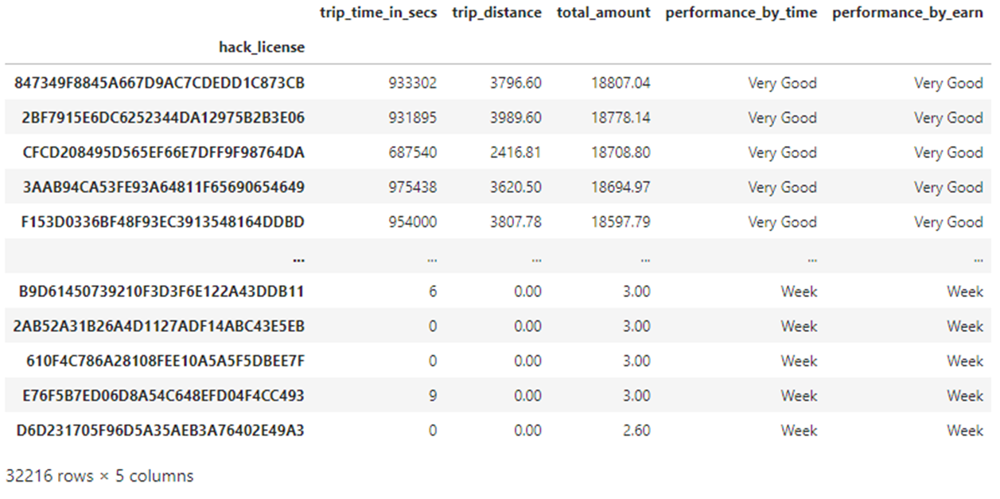 trip_time_in_secs trip_distance total_amount performance_by_time performance_by_earn
hack_license
847349F8845A667D9AC7CDEDD1C873CB 933302 3796.60 18807.04 Very Good Very Good
2BF7915E6DC6252344DA12975B2B3E06 931895 3989.60 18778.14 Very Good Very Good
CFCD208495D565EF66E7DFF9F98764DA 687540 2416.81 18708.80 Very Good Very Good
3AAB94CA53FE93A64811F65690654649 975438 3620.50 18694.97 Very Good Very Good
F153D0336BF48F93EC3913548164DDBD 954000 3807.78 18597.79 Very Good Very Good
... ... ... ... ... ...
B9D61450739210F3D3F6E122A43DDB11 6 0.00 3.00 Week Week
2AB52A31B26A4D1127ADF14ABC43E5EB 0 0.00 3.00 Week Week
610F4C786A28108FEE10A5A5F5DBEE7F 0 0.00 3.00 Week Week
E76F5B7ED06D8A54C648EFD04F4CC493 9 0.00 3.00 Week Week
D6D231705F96D5A35AEB3A76402E49A3 0 0.00 2.60 Week Week
32216 rows × 5 columns